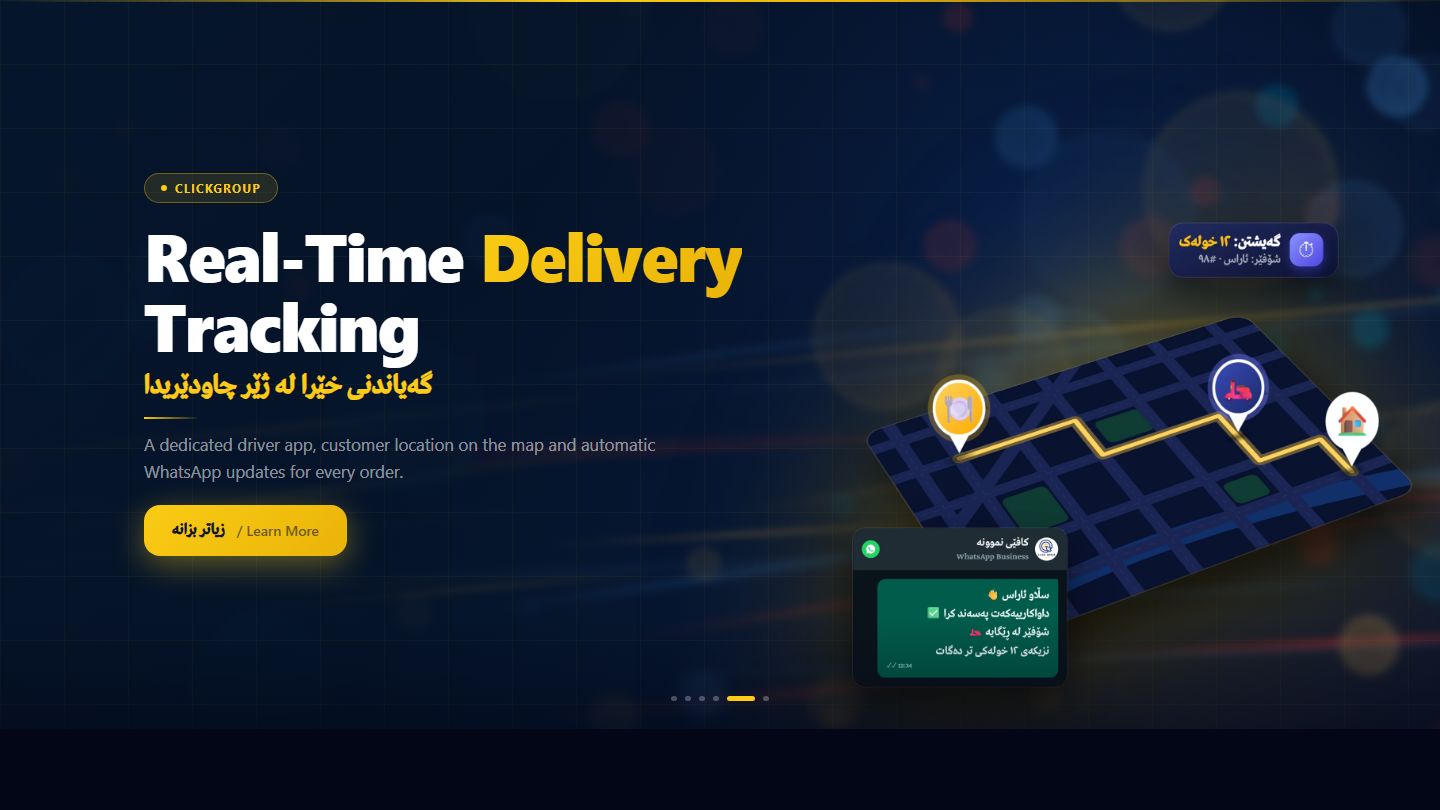 CLICKGROUP
Real-Time Delivery
Tracking
گەیاندنی خێرا لە ژێر چاودێریدا
A dedicated driver app, customer location on the map and automatic
WhatsApp updates for every order.
زیاتر بزانە / Learn More
گەیشتن: ١٢ خولەک
شۆفێر: ئاراس · #٩٨
کافێی نموونە
WhatsApp Business
سڵاو ئاراس 👋
داواکارییەکەت پەسەند کرا ✅
شۆفێر لە ڕێگایە 🛵
نزیکەی ١٢ خولەکی تر دەگات
12:34 ✓✓